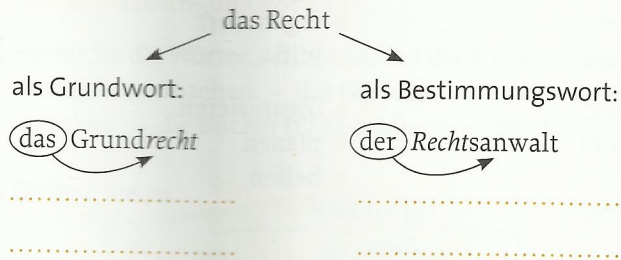 das Recht
als Grundwort: als Bestimmungswort:
das Grundrecht der Rechtsanwalt